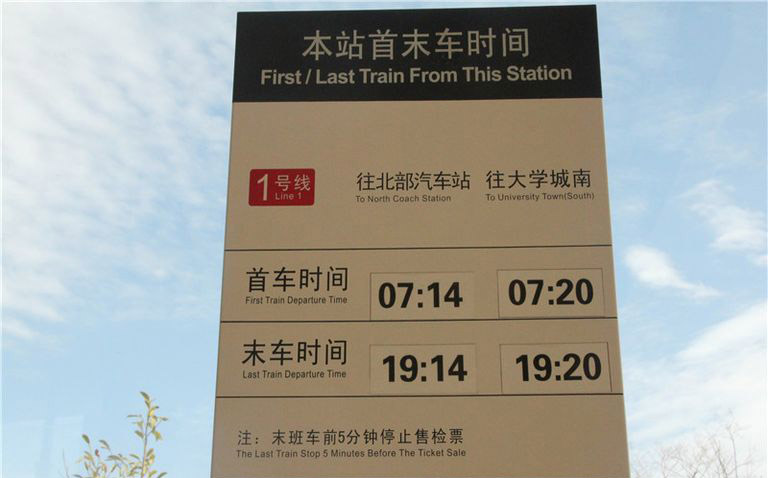 本站首末车时间
First / Last Train From This Station
1号线
Line 1
往北部汽车站 往大学城南
To North Coach Station To University Town(South)
首车时间 07:14 07:20
First Train Departure Time
末车时间 19:14 19:20
Last Train Departure Time
注：末班车前5分钟停止售检票
The Last Train Stop 5 Minutes Before The Ticket Sale